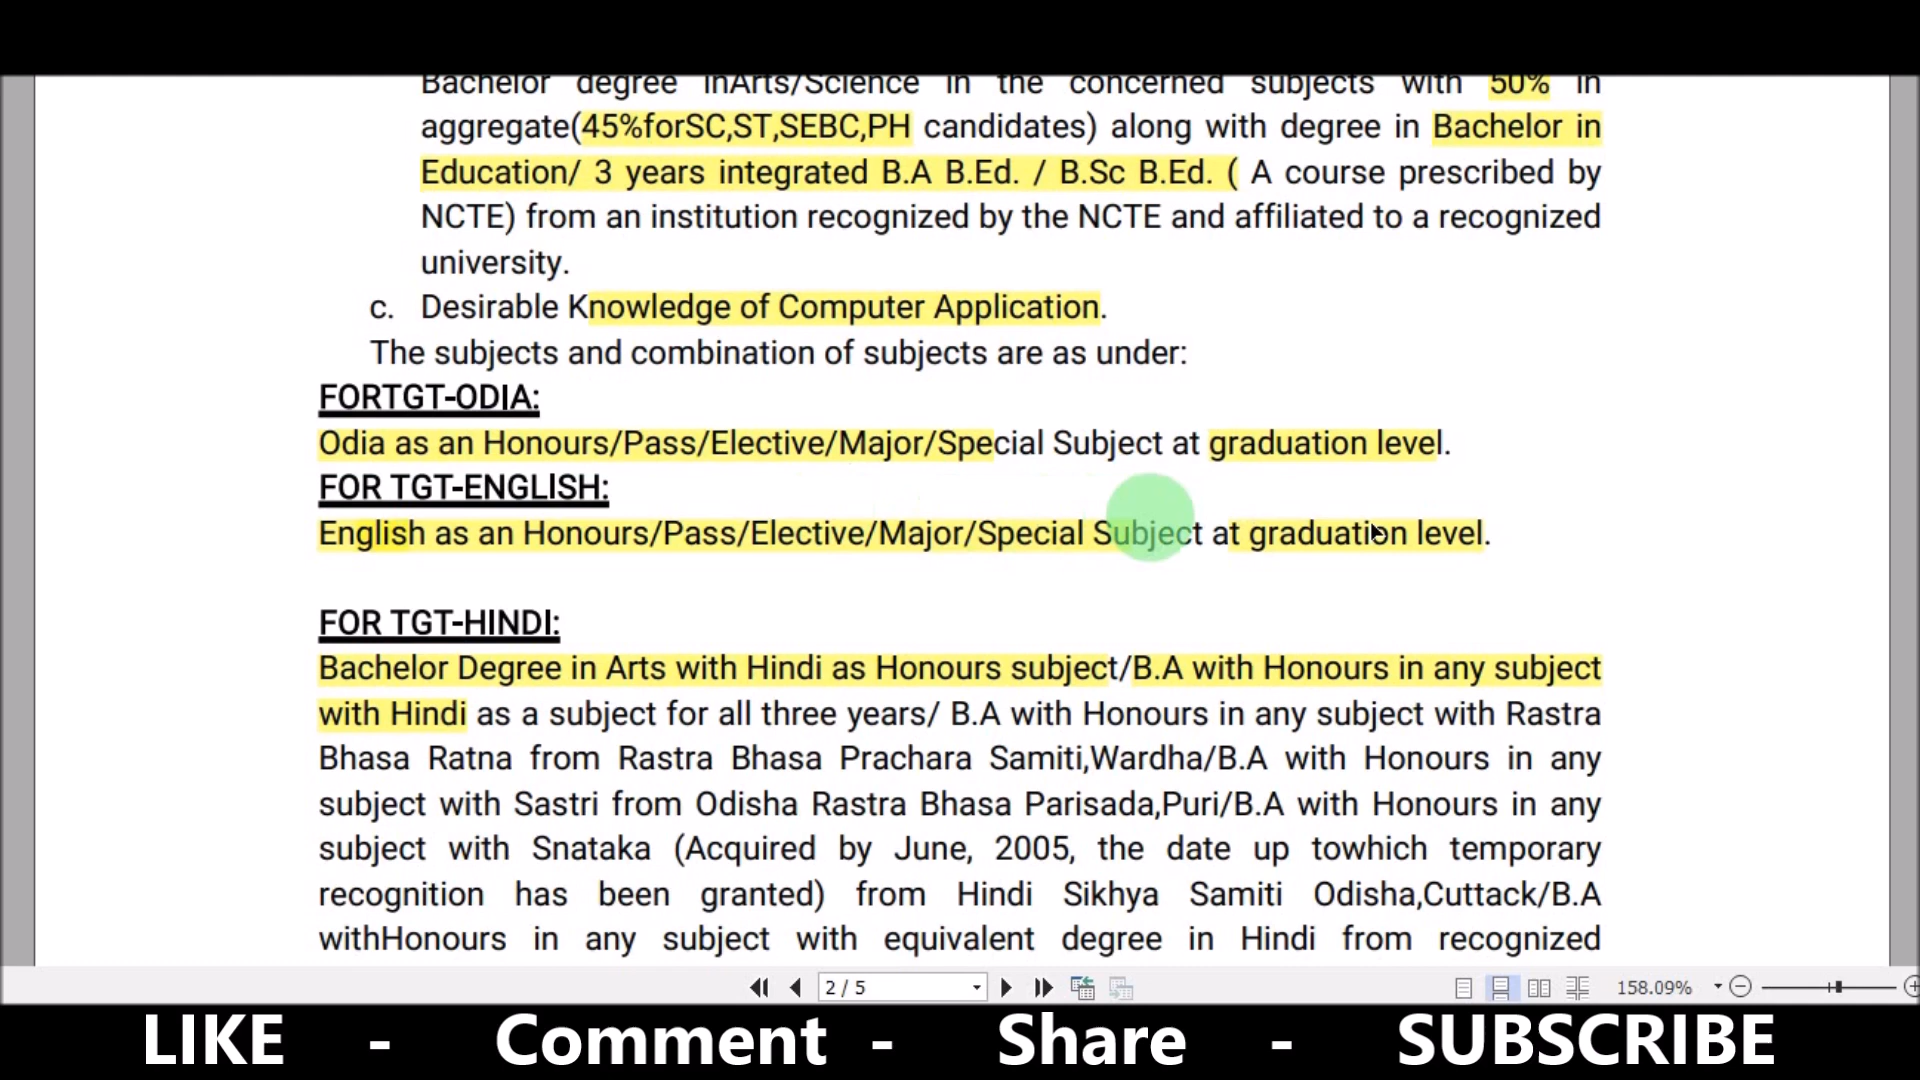 Bachelor degree inArts/Science in the concerned subjects with 50% in
aggregate(45%forSC,ST,SEBC,PH candidates) along with degree in Bachelor in
Education/ 3 years integrated B.A B.Ed. / B.Sc B.Ed. ( A course prescribed by
NCTE) from an institution recognized by the NCTE and affiliated to a recognized
university.
c. Desirable Knowledge of Computer Application.
The subjects and combination of subjects are as under:
FORTGT-ODIA:
Odia as an Honours/Pass/Elective/Major/Special Subject at graduation level.
FOR TGT-ENGLISH:
English as an Honours/Pass/Elective/Major/Special Subject at graduation level.
FOR TGT-HINDI:
Bachelor Degree in Arts with Hindi as Honours subject/B.A with Honours in any subject
with Hindi as a subject for all three years/ B.A with Honours in any subject with Rastra
Bhasa Ratna from Rastra Bhasa Prachara Samiti,Wardha/B.A with Honours in any
subject with Sastri from Odisha Rastra Bhasa Parisada,Puri/B.A with Honours in any
subject with Snataka (Acquired by June, 2005, the date up towhich temporary
recognition has been granted) from Hindi Sikhya Samiti Odisha,Cuttack/B.A
withHonours in any subject with equivalent degree in Hindi from recognized
2 / 5
158.09%
LIKE - Comment - Share - SUBSCRIBE